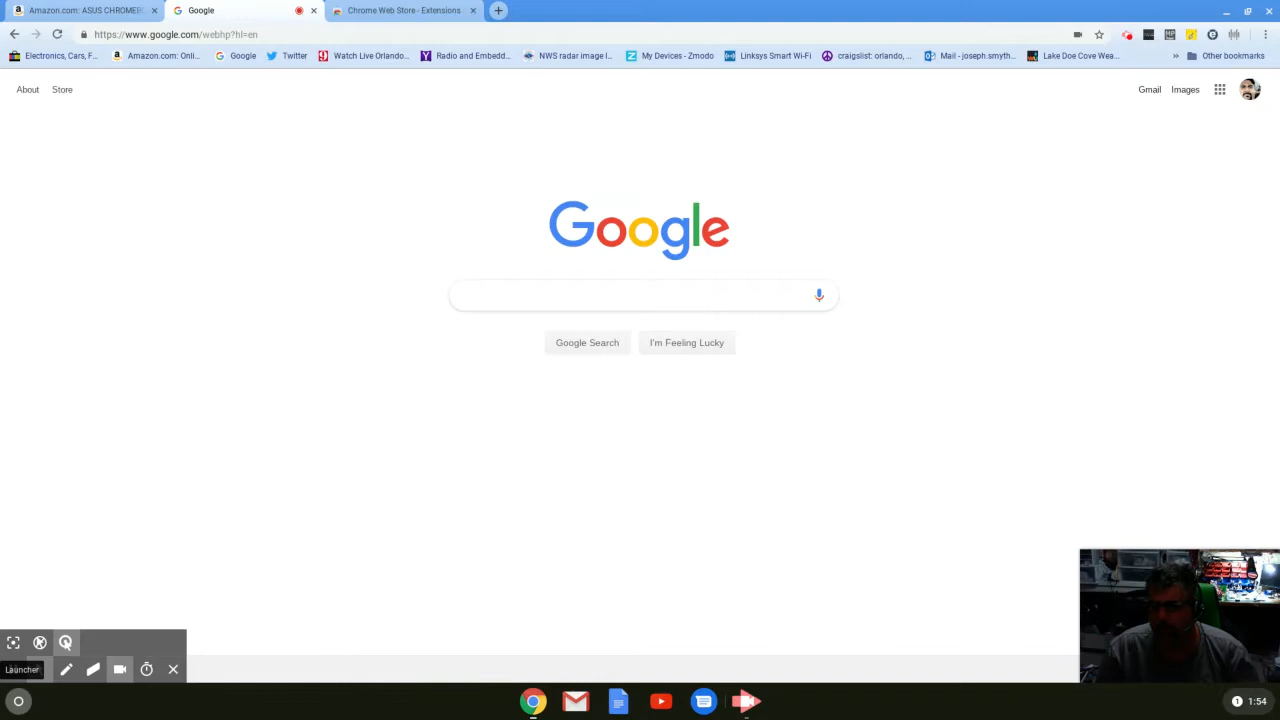 Amazon.com: ASUS CHROMEB
Google
Chrome Web Store - Extensions
https://www.google.com/webhp?hl=en
Electronics, Cars, F...
Amazon.com: Onli...
Google
Twitter
Watch Live Orlando...
Radio and Embedd...
NWS radar image l...
My Devices - Zmodo
Linksys Smart Wi-Fi
craigslist: orlando, ...
Mail - joseph.smyth...
Lake Doe Cove Wea...
Other bookmarks
About
Store
Gmail
Images
Google
Google Search
I'm Feeling Lucky
Launcher
1
1:54